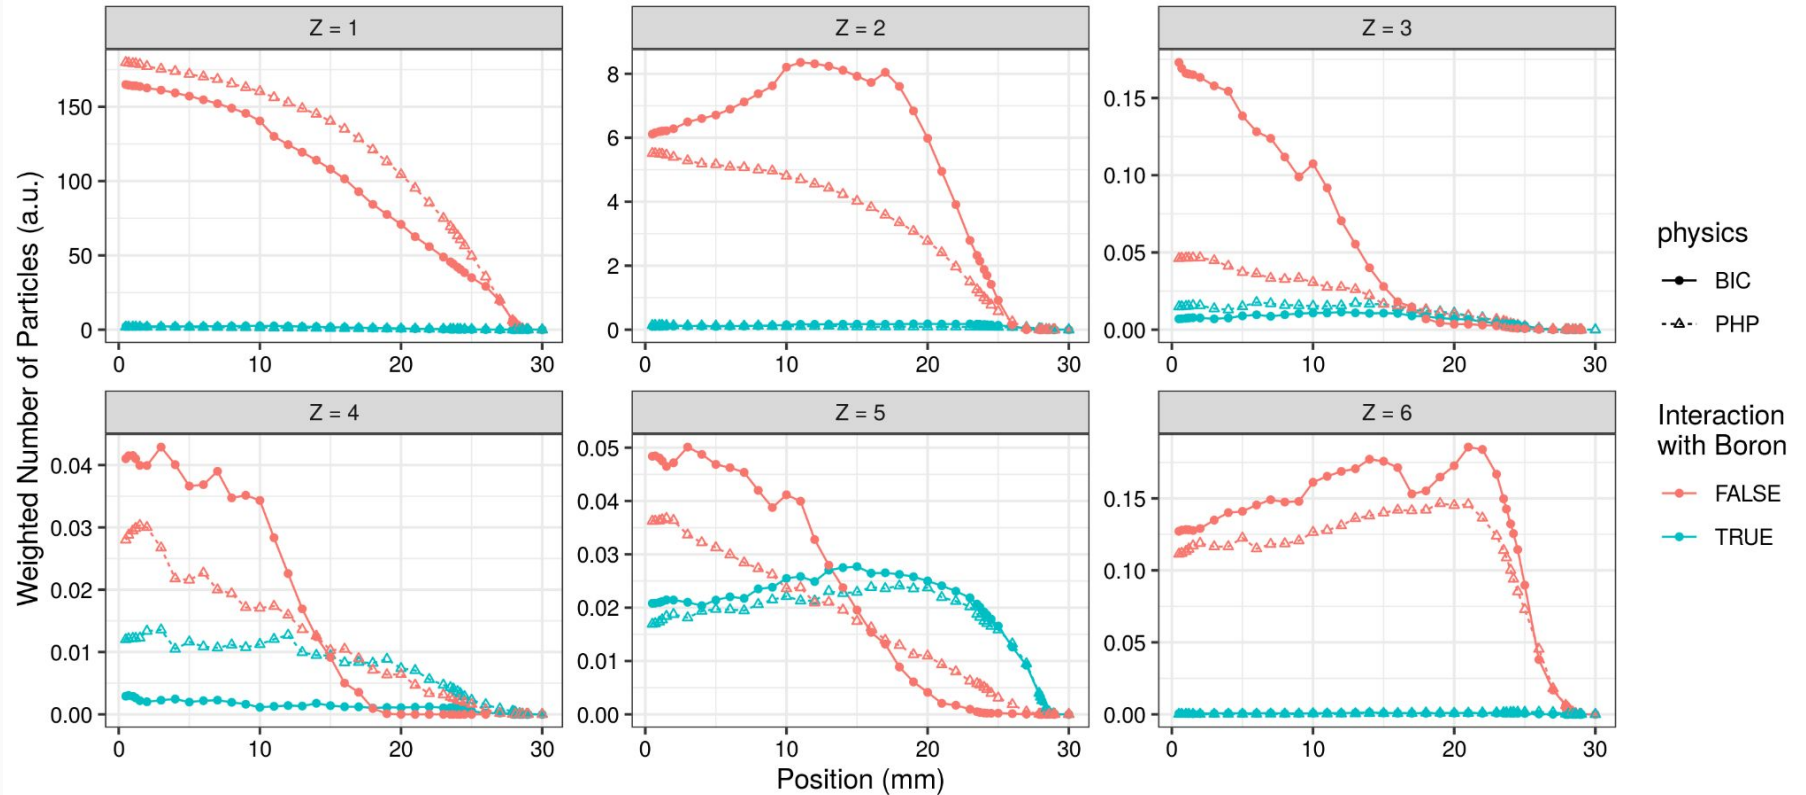 Weighted Number of Particles (a.u.)
Z = 1
150
100
50
0
0 10 20 30
Z = 2
8
6
4
2
0
0 10 20 30
Z = 3
0.15
0.10
0.05
0.00
0 10 20 30
Z = 4
0.04
0.03
0.02
0.01
0.00
0 10 20 30
Z = 5
0.05
0.04
0.03
0.02
0.01
0.00
0 10 20 30
Z = 6
0.15
0.10
0.05
0.00
0 10 20 30
Position (mm)
physics
BIC
PHP
Interaction
with Boron
FALSE
TRUE